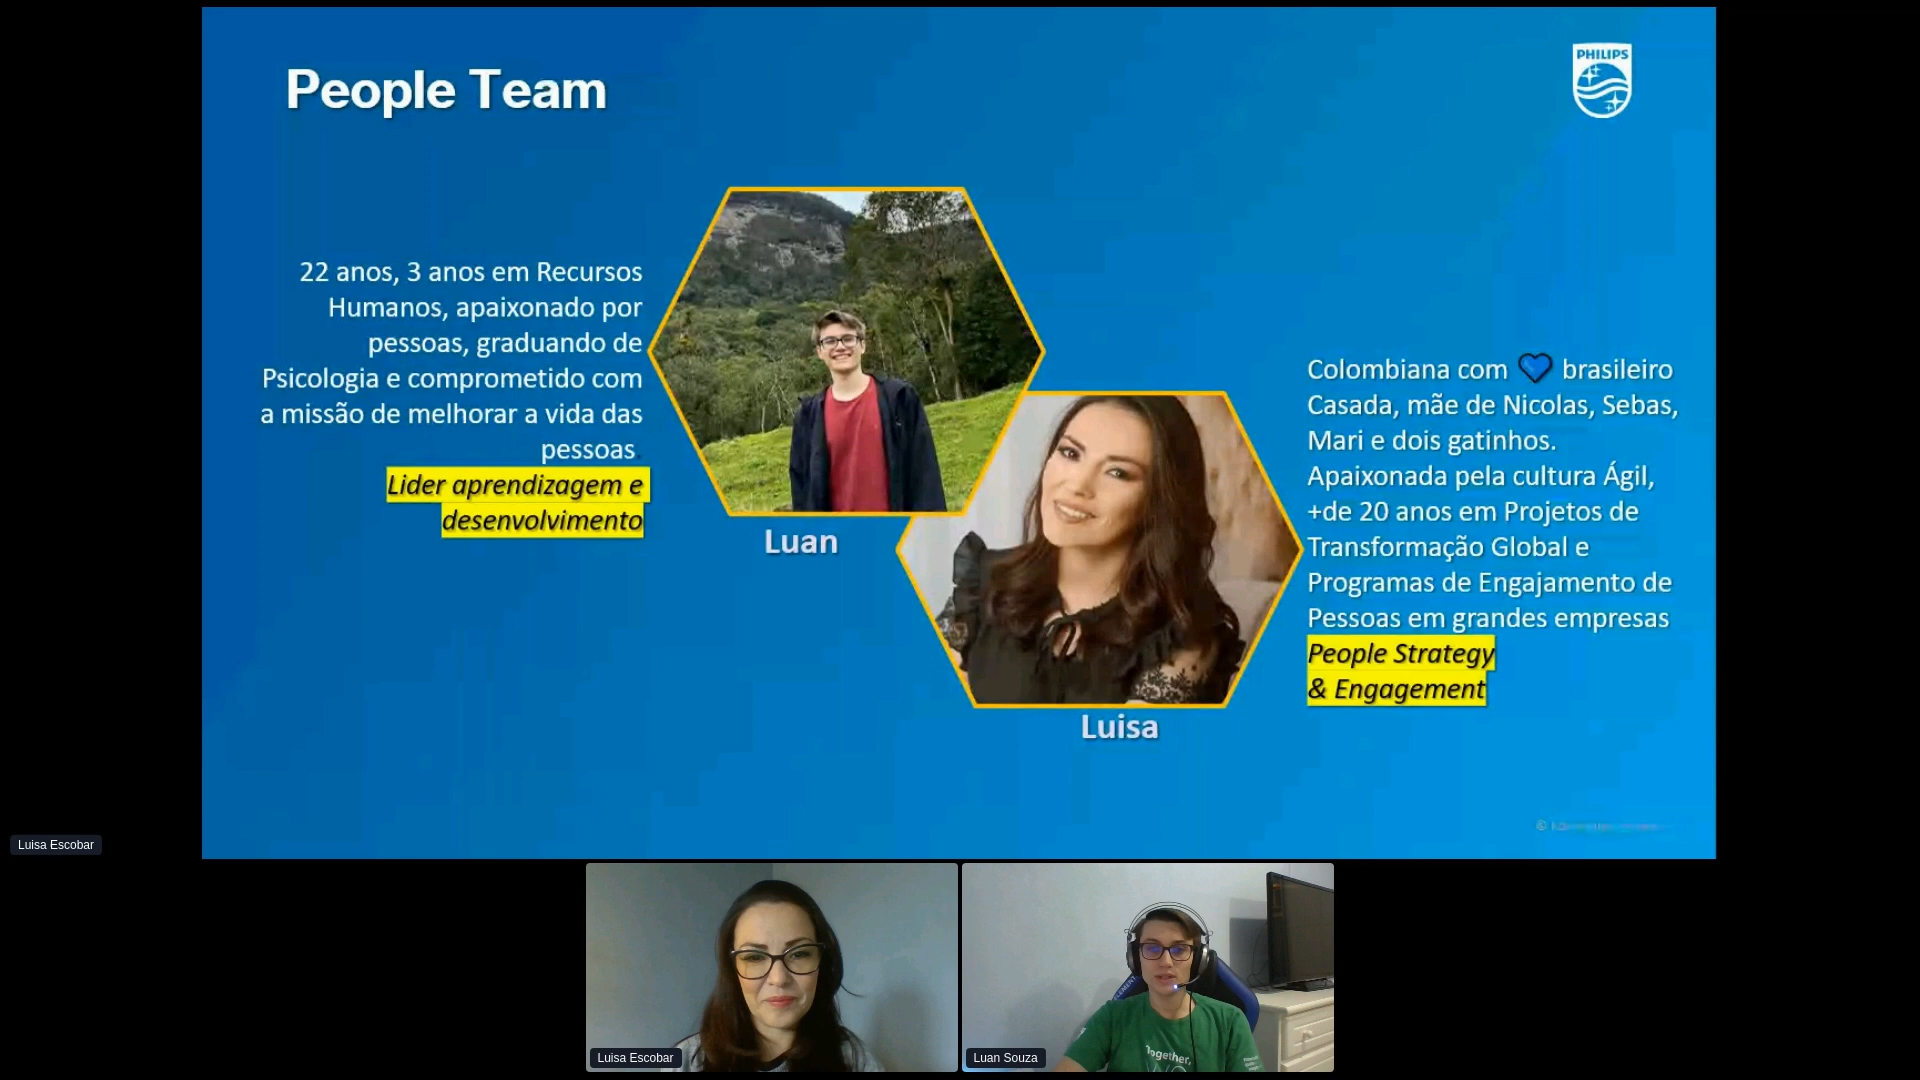 People Team
PHILIPS
22 anos, 3 anos em Recursos
Humanos, apaixonado por
pessoas, graduando de
Psicologia e comprometido com
a missão de melhorar a vida das
pessoas.
Lider aprendizagem e
desenvolvimento
Luan
Colombiana com 💙 brasileiro
Casada, mãe de Nicolas, Sebas,
Mari e dois gatinhos.
Apaixonada pela cultura Ágil,
+de 20 anos em Projetos de
Transformação Global e
Programas de Engajamento de
Pessoas em grandes empresas
People Strategy
& Engagement
Luisa
Luisa Escobar
ELEMENT
Together,
Luisa Escobar
Luan Souza